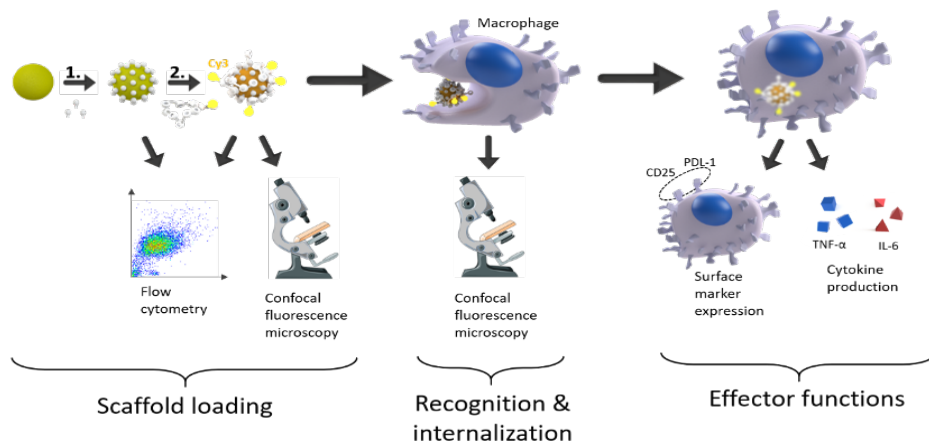 Macrophage
1.
2.
Cy3
CD25
PDL-1
TNF-α
IL-6
Flow
cytometry
Confocal
fluorescence
microscopy
Confocal
fluorescence
microscopy
Surface
marker
expression
Cytokine
production
Scaffold loading
Recognition &
internalization
Effector functions